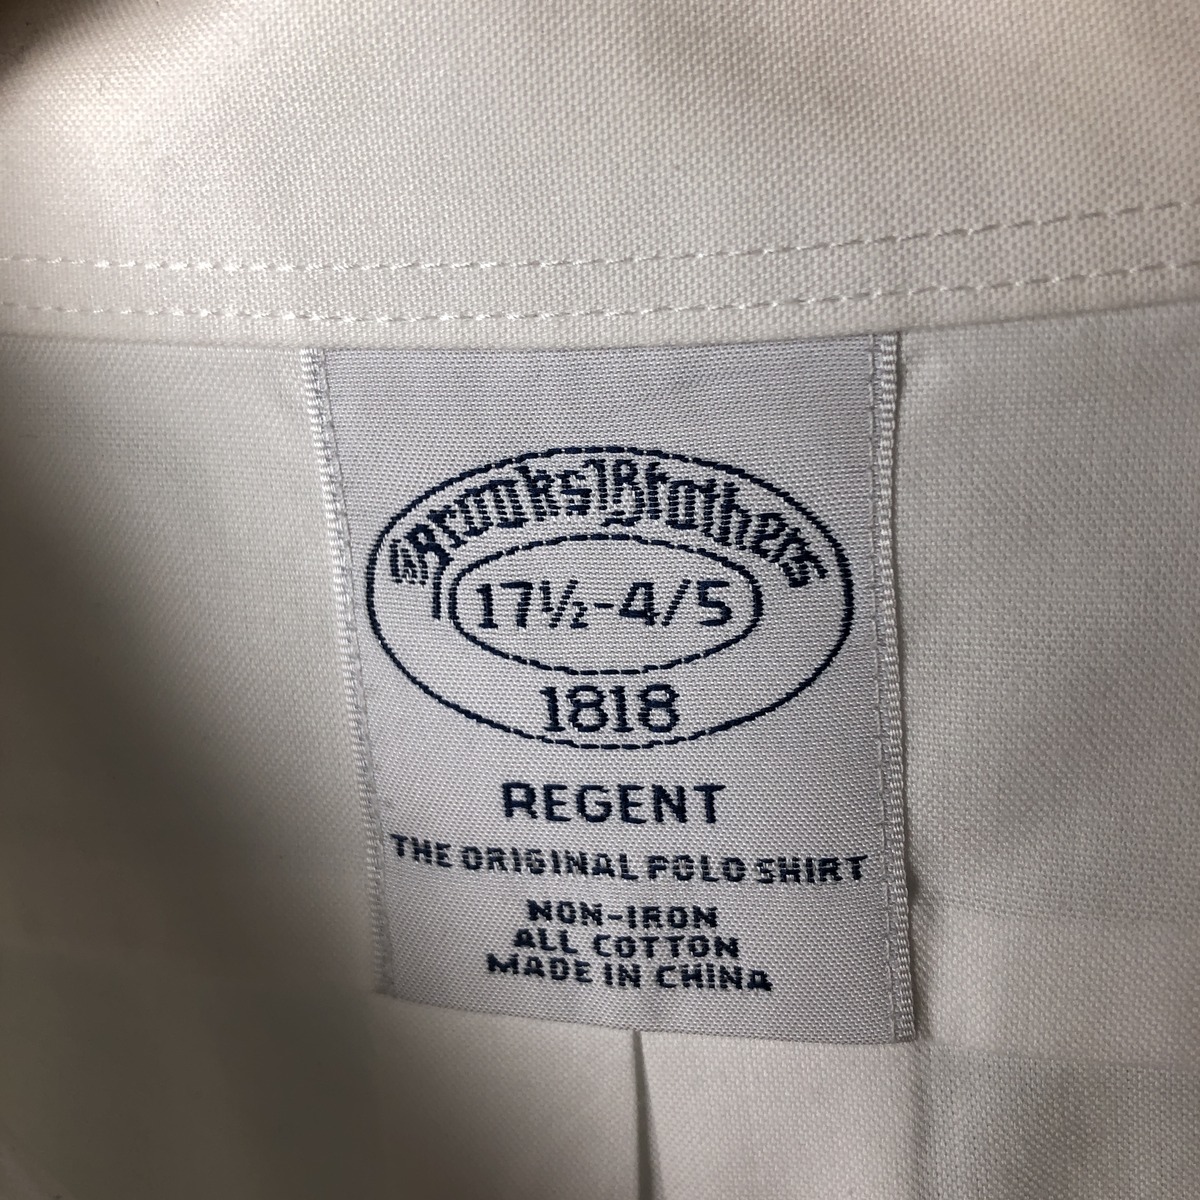 Brooks Brothers
17½-4/5
1818
REGENT
THE ORIGINAL POLO SHIRT
NON-IRON
ALL COTTON
MADE IN CHINA